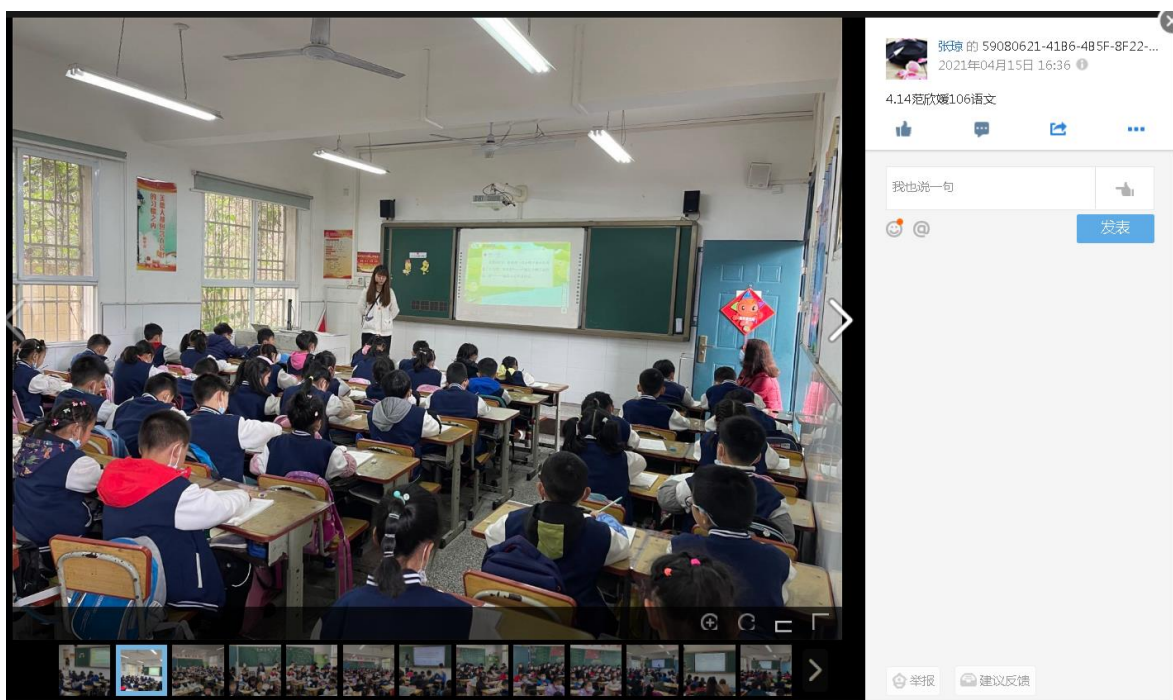 张琼 的 59080621-41B6-4B5F-8F22-...
2021年04月15日 16:36
4.14范欣媛106语文
我也说一句
发表
举报
建议反馈